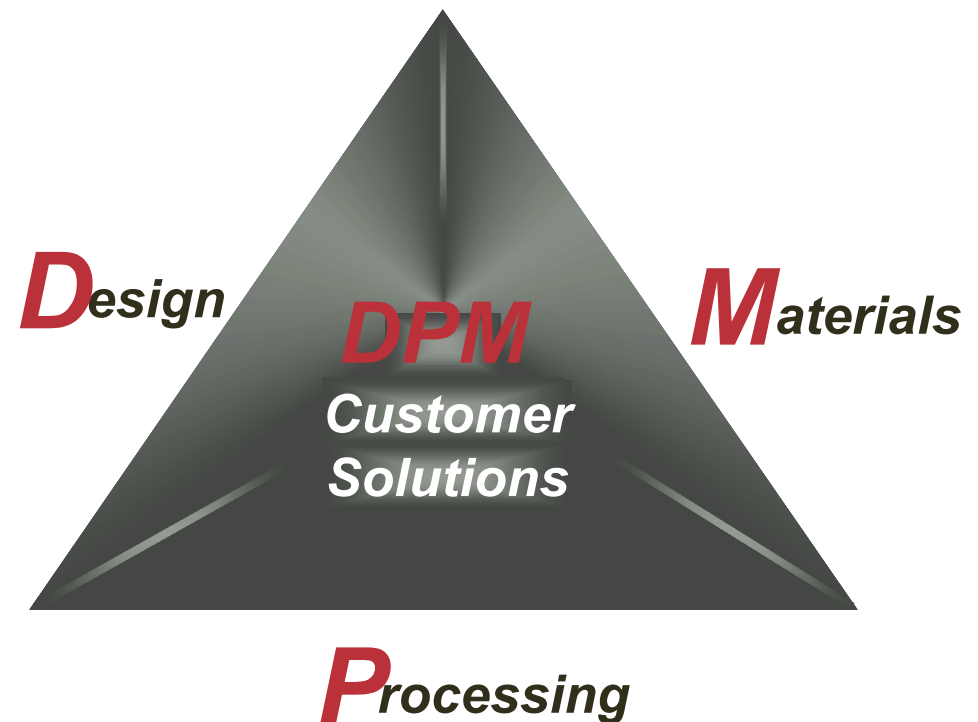 Design
Materials
DPM
Customer
Solutions
Processing